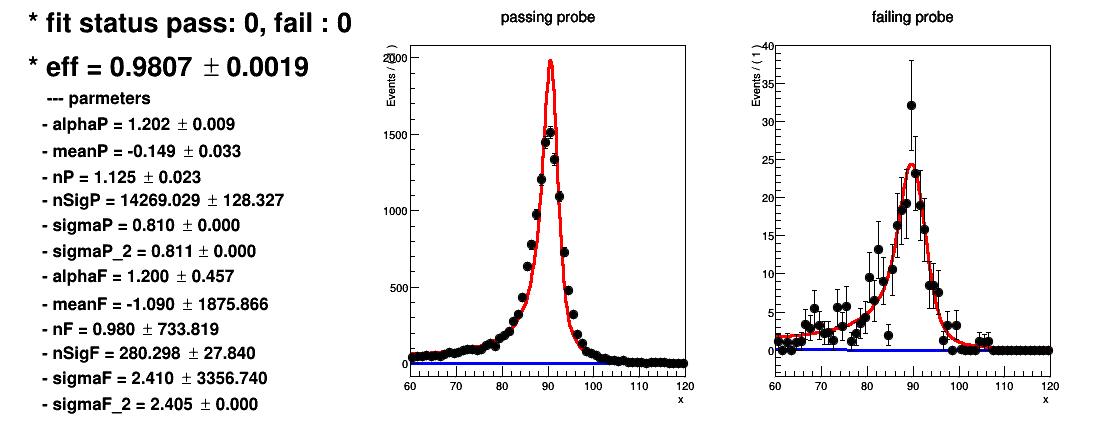 * fit status pass: 0, fail : 0
* eff = 0.9807 ± 0.0019
--- parmeters
- alphaP = 1.202 ± 0.009
- meanP = -0.149 ± 0.033
- nP = 1.125 ± 0.023
- nSigP = 14269.029 ± 128.327
- sigmaP = 0.810 ± 0.000
- sigmaP_2 = 0.811 ± 0.000
- alphaF = 1.200 ± 0.457
- meanF = -1.090 ± 1875.866
- nF = 0.980 ± 733.819
- nSigF = 280.298 ± 27.840
- sigmaF = 2.410 ± 3356.740
- sigmaF_2 = 2.405 ± 0.000
passing probe
2000
1500
1000
500
0
60 70 80 90 100 110 120
x
failing probe
Events / ( 1 )
40
35
30
25
20
15
10
5
0
60 70 80 90 100 110 120
x